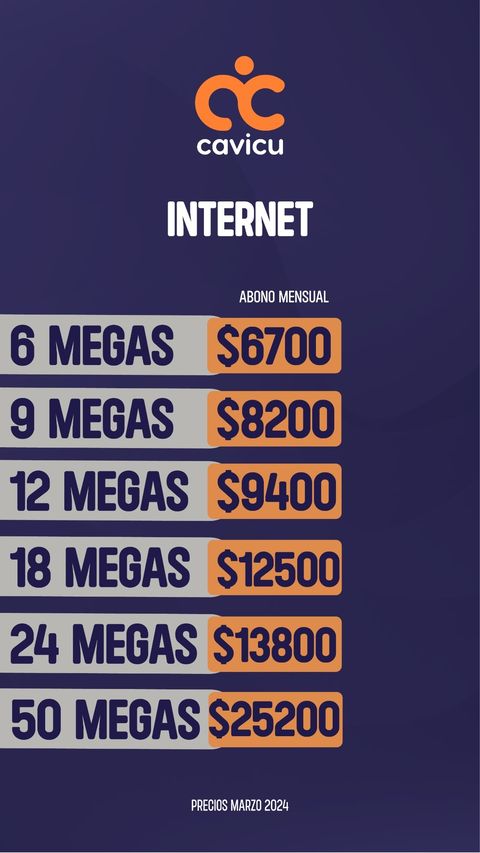 cavicu
INTERNET
ABONO MENSUAL
6 MEGAS $6700
9 MEGAS $8200
12 MEGAS $9400
18 MEGAS $12500
24 MEGAS $13800
50 MEGAS $25200
PRECIOS MARZO 2024